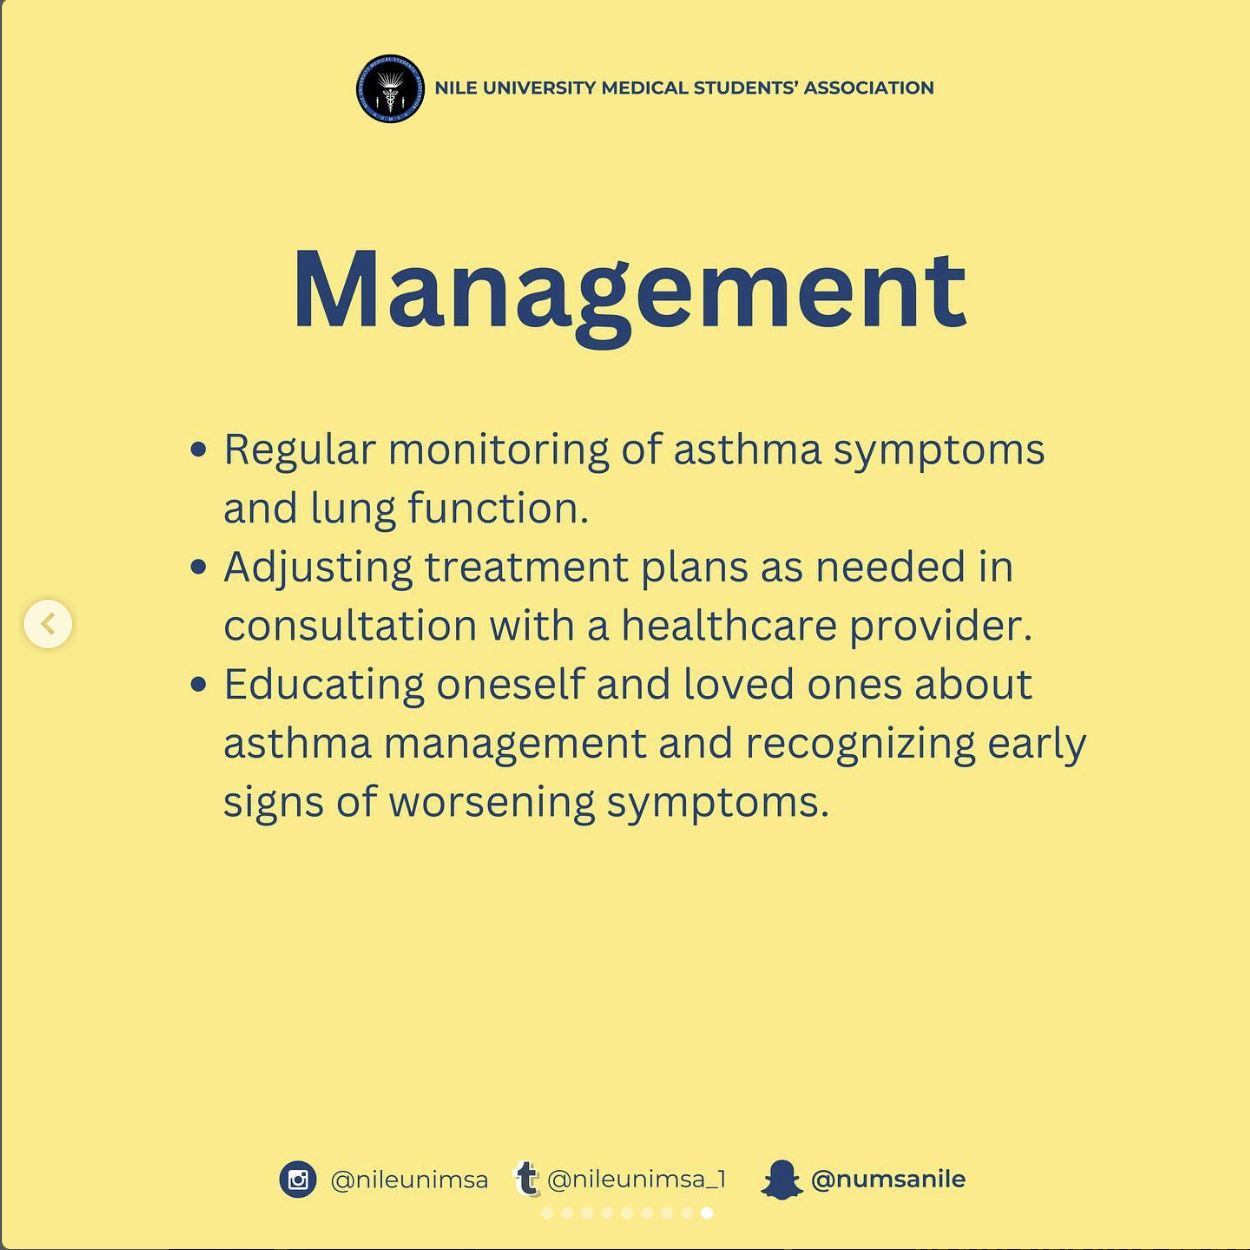 NILE UNIVERSITY MEDICAL STUDENTS’ ASSOCIATION
Management
• Regular monitoring of asthma symptoms
and lung function.
• Adjusting treatment plans as needed in
consultation with a healthcare provider.
• Educating oneself and loved ones about
asthma management and recognizing early
signs of worsening symptoms.
@nileunimsa @nileunimsa_1 @numsanile